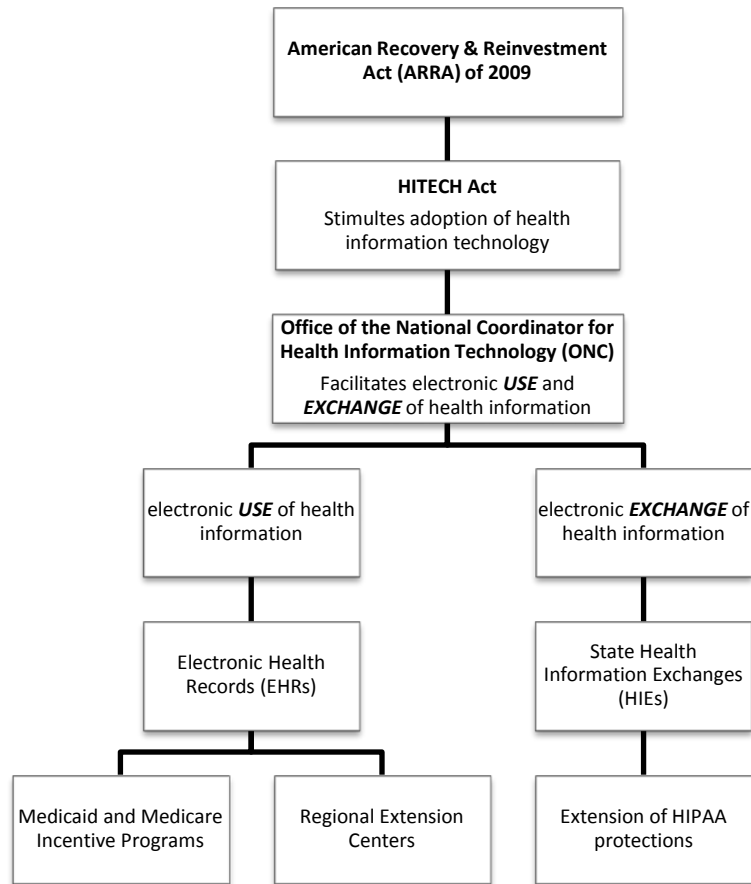 American Recovery & Reinvestment
Act (ARRA) of 2009
HITECH Act
Stimultes adoption of health
information technology
Office of the National Coordinator for
Health Information Technology (ONC)
Facilitates electronic USE and
EXCHANGE of health information
electronic USE of health
information
electronic EXCHANGE of
health information
Electronic Health
Records (EHRs)
State Health
Information Exchanges
(HIEs)
Medicaid and Medicare
Incentive Programs
Regional Extension
Centers
Extension of HIPAA
protections